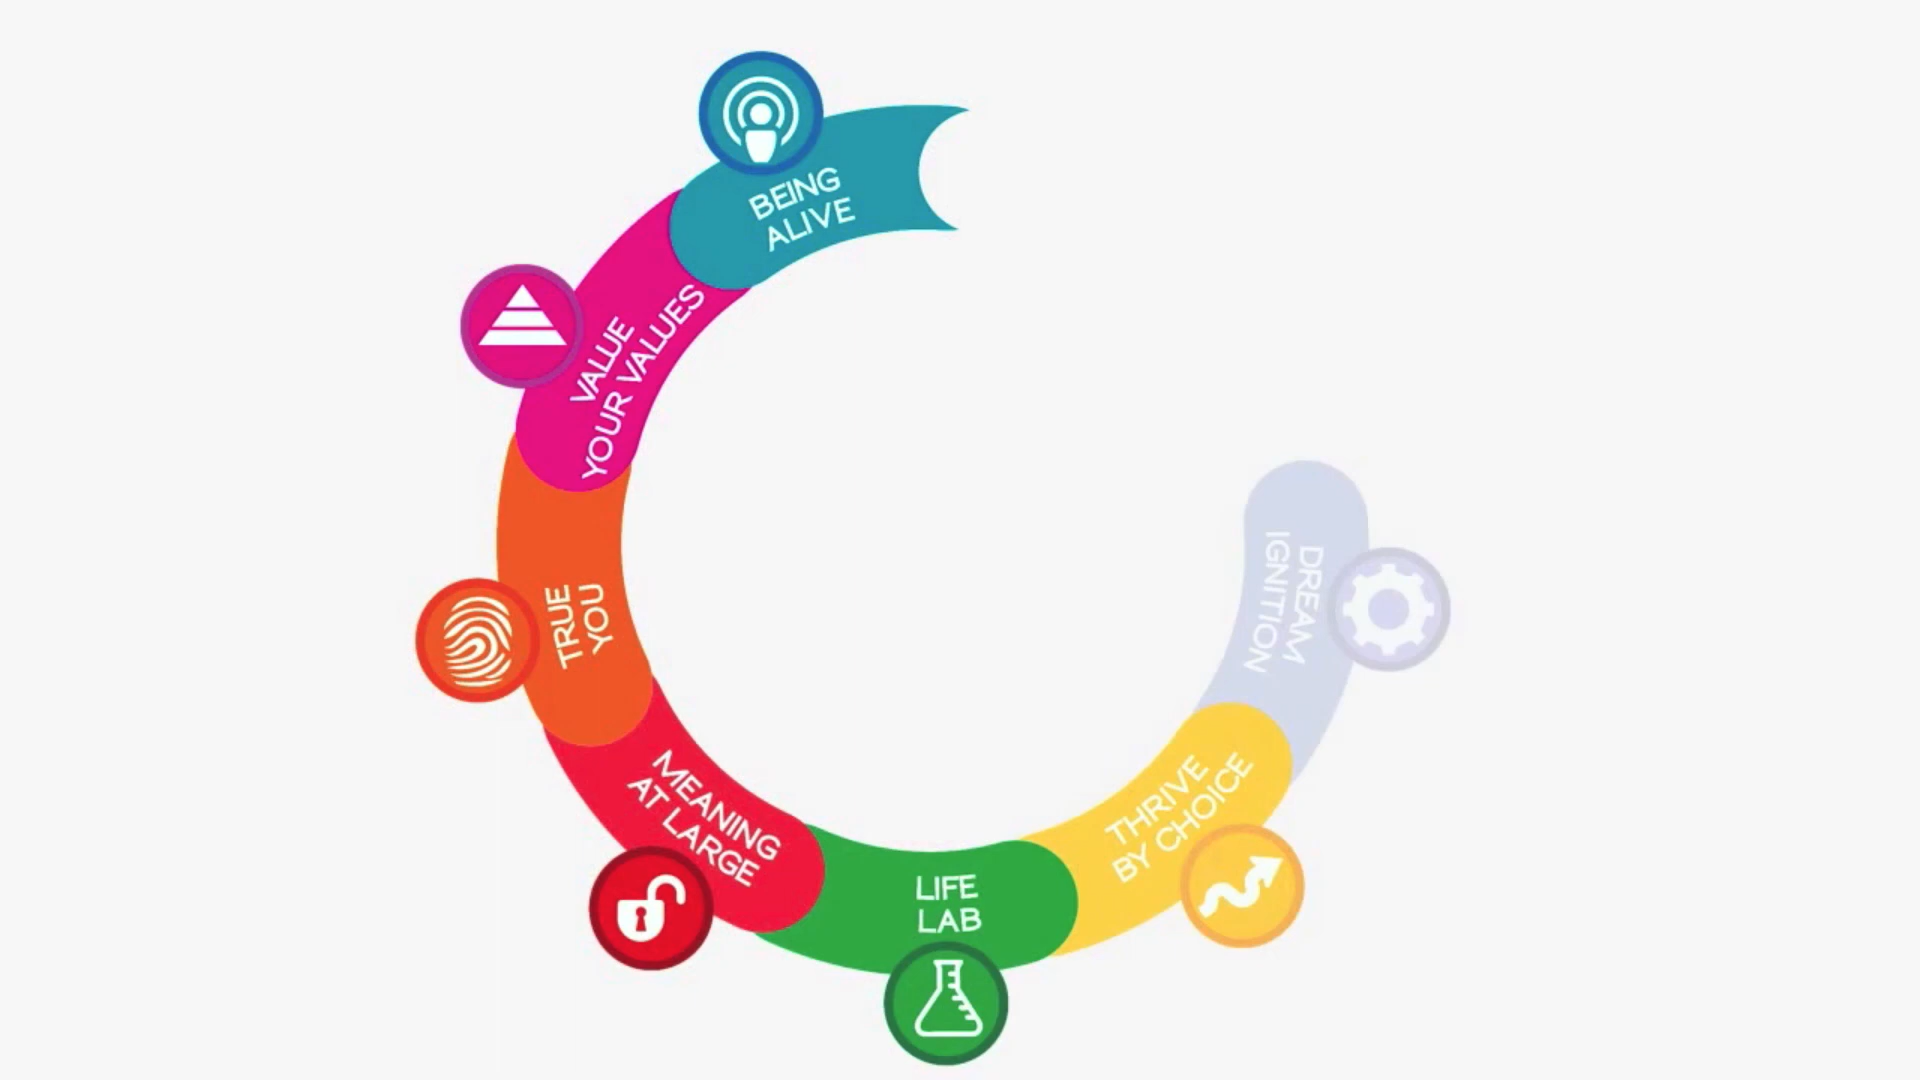 BEING
ALIVE
VALUE
YOUR VALUES
TRUE
YOU
MEANING
AT LARGE
LIFE
LAB
THRIVE
BY CHOICE
DREAM
IGNITION